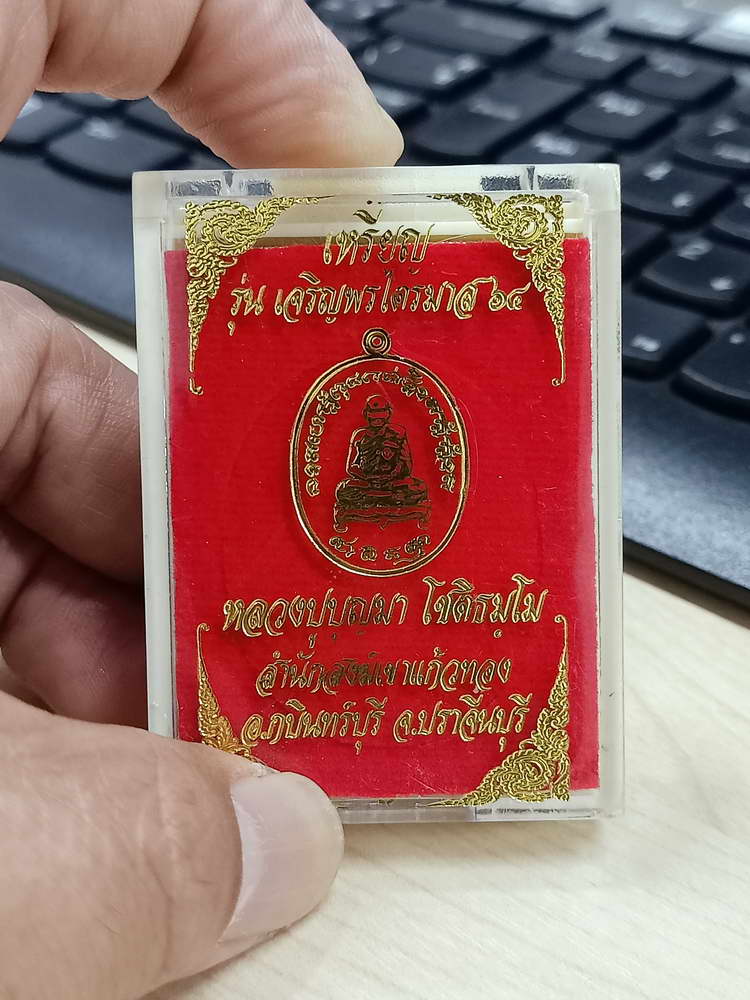 เหรียญ
รุ่น เจริญพรไตรมาส ๖๔
หลวงปู่บุญมา โชติธมฺโม
สำนักสงฆ์เขาแก้วทอง
อ.กบินทร์บุรี จ.ปราจีนบุรี